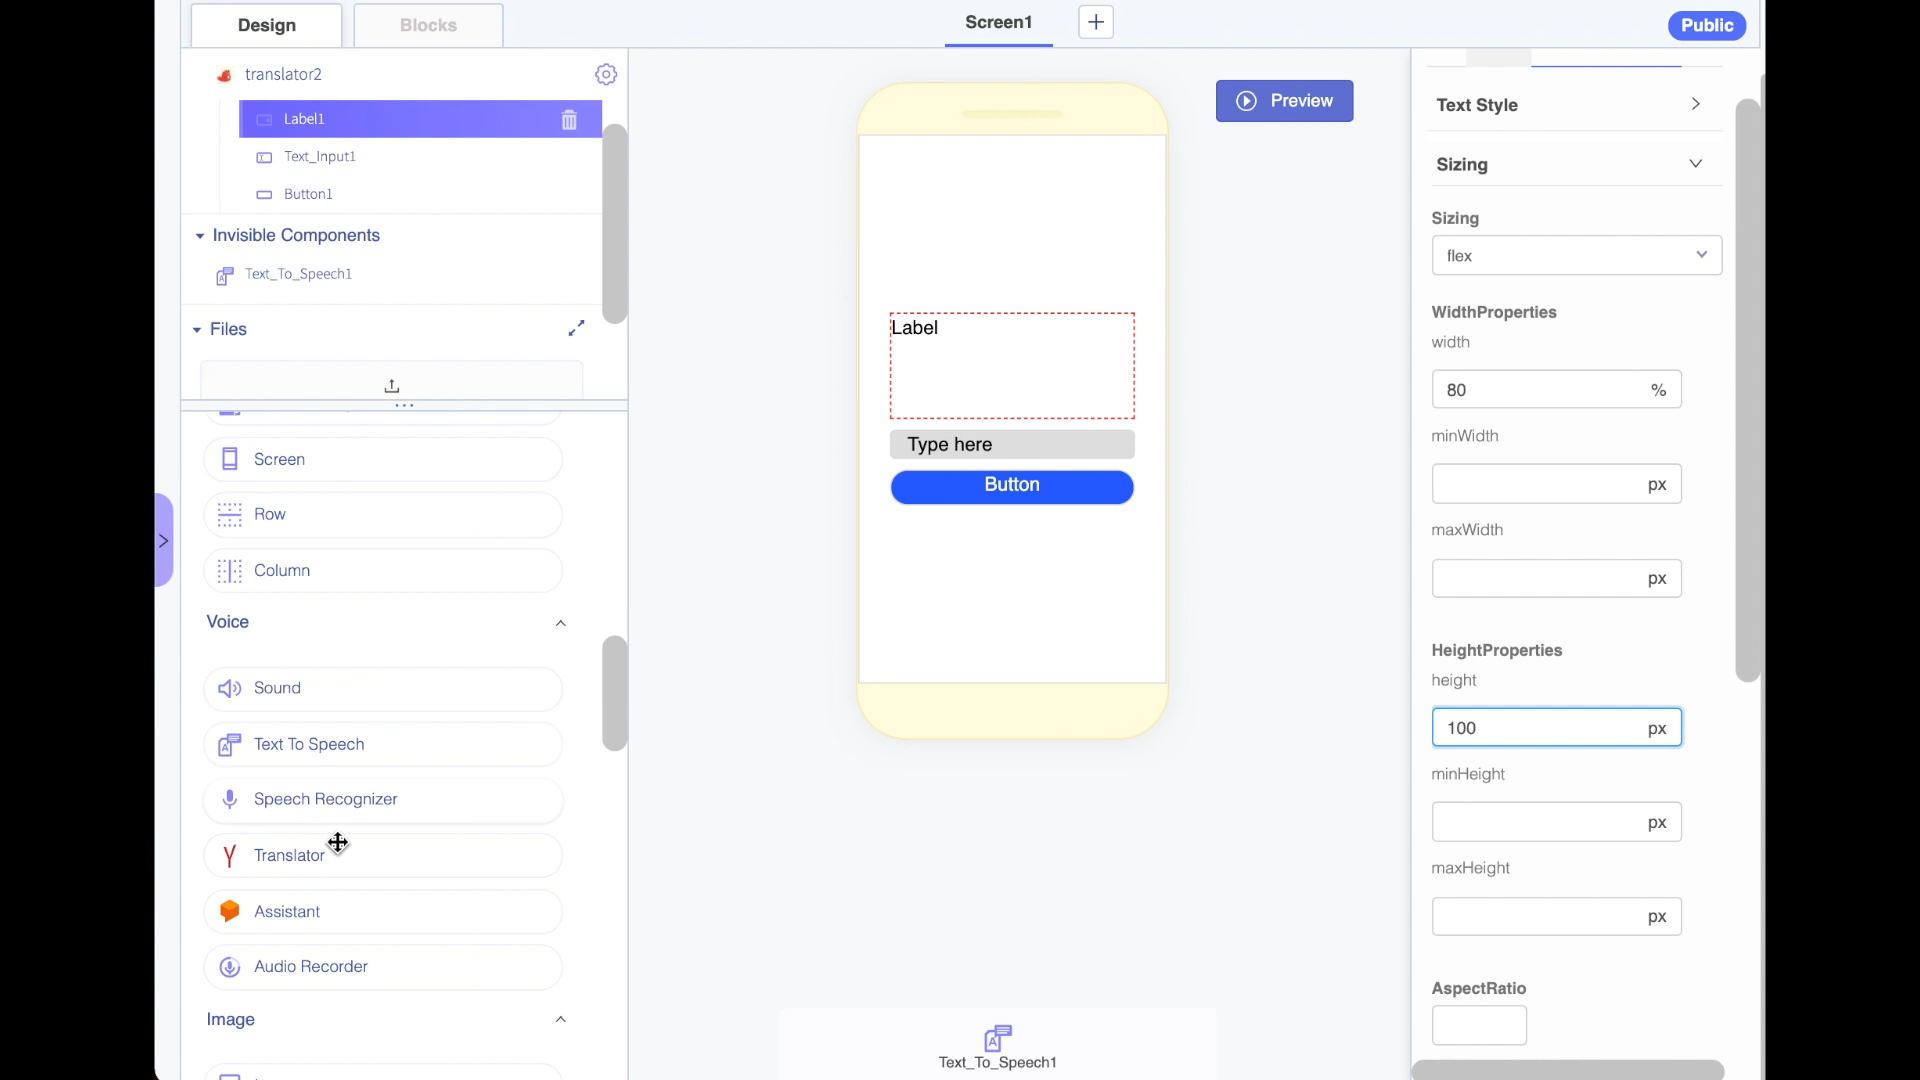 Design
Blocks
Screen1
+
Public
translator2
Label1
Text_Input1
Button1
Invisible Components
Text_To_Speech1
Files
Screen
Row
Column
Voice
Sound
Text To Speech
Speech Recognizer
Translator
Assistant
Audio Recorder
Image
Preview
Label
Type here
Button
Text_To_Speech1
Text Style
Sizing
Sizing
flex
WidthProperties
width
80 %
minWidth
px
maxWidth
px
HeightProperties
height
100 px
minHeight
px
maxHeight
px
AspectRatio